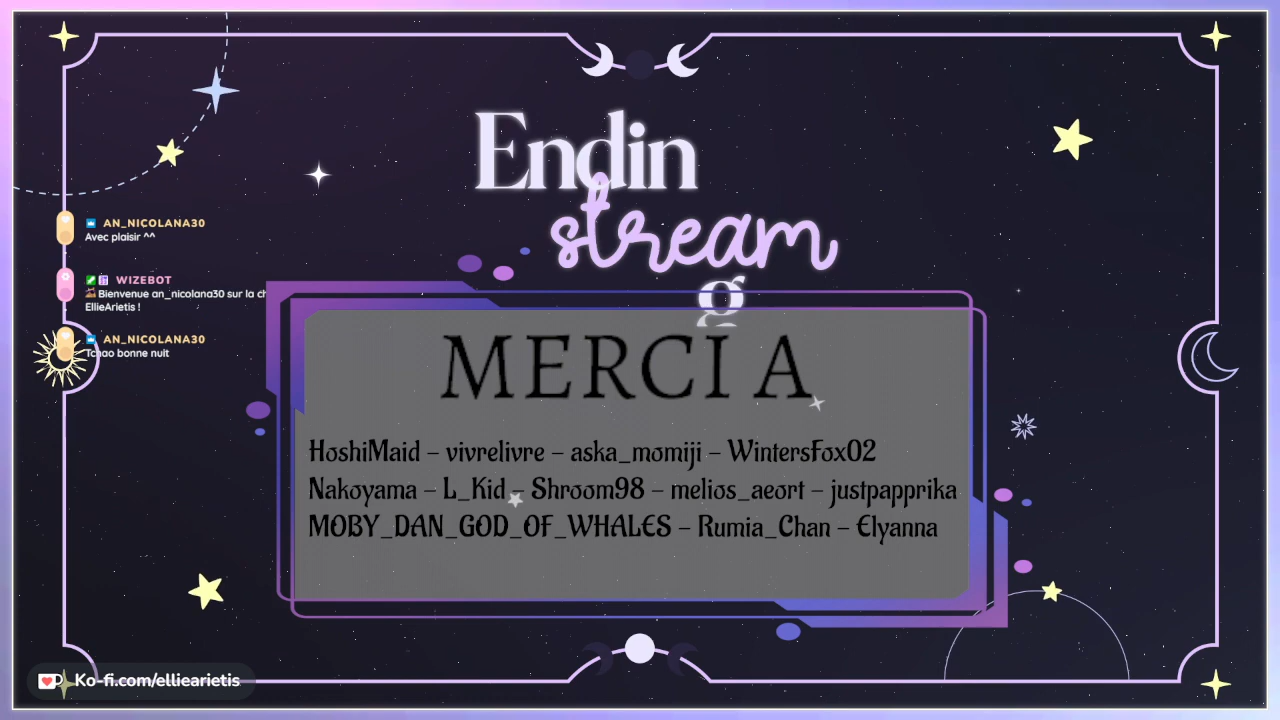 Endin
stream
g
AN_NICOLANA30
Avec plaisir ^^
WIZEBOT
Bienvenue an_nicolana30 sur la ch
EllieArietis !
AN_NICOLANA30
Tchao bonne nuit
MERCI A
HoshiMaid – vivrelivre – aska_momiji – WintersFox02
Nakoyama – L_Kid – Shroom98 – melios_aeort – justpapprika
MOBY_DAN_GOD_OF_WHALES – Rumia_Chan – Elyanna
Ko-fi.com/elliearietis